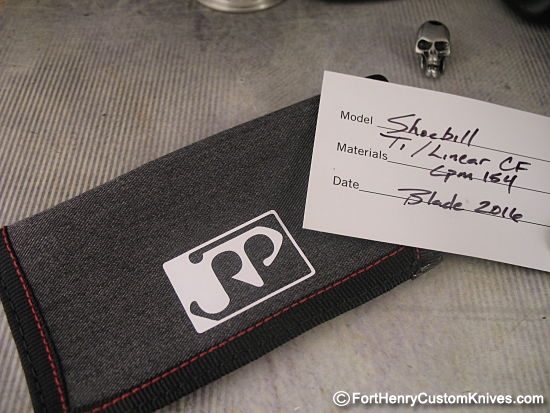 Model Shoebill
Materials Ti/Linear CF
Cpm 154
Date Blade 2016
JRP
©FortHenryCustomKnives.com